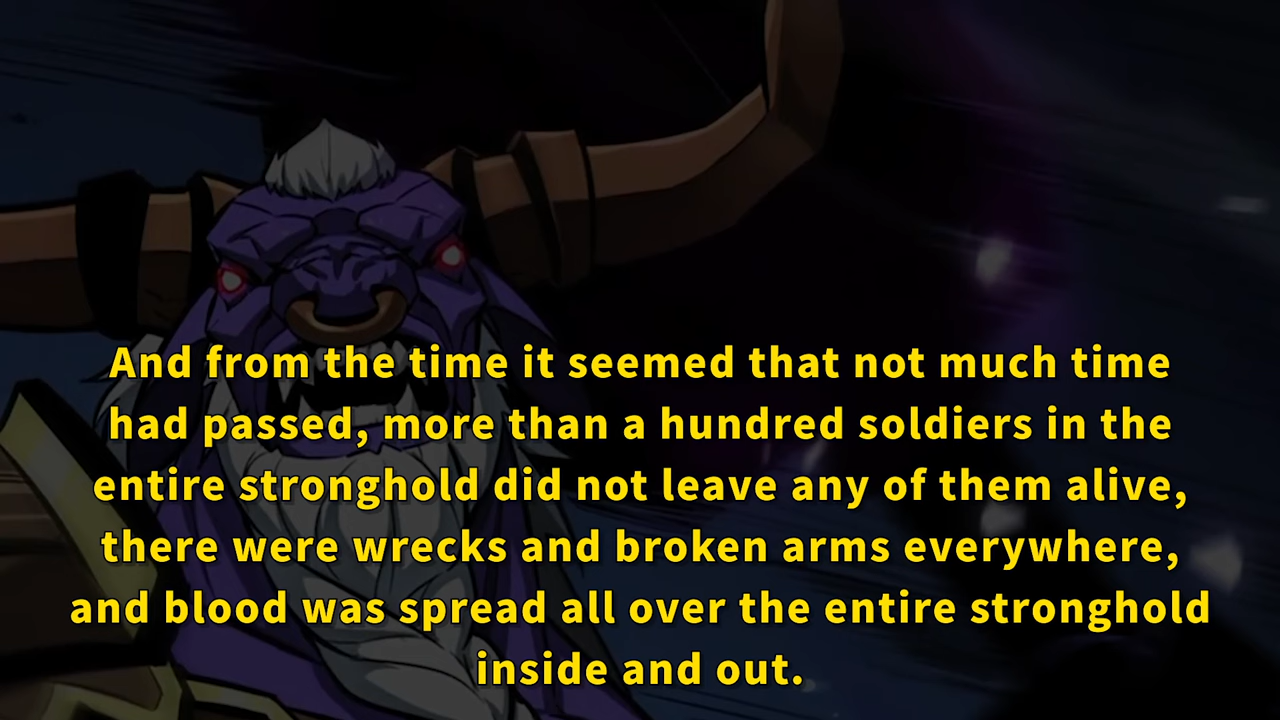 And from the time it seemed that not much time
had passed, more than a hundred soldiers in the
entire stronghold did not leave any of them alive,
there were wrecks and broken arms everywhere,
and blood was spread all over the entire stronghold
inside and out.